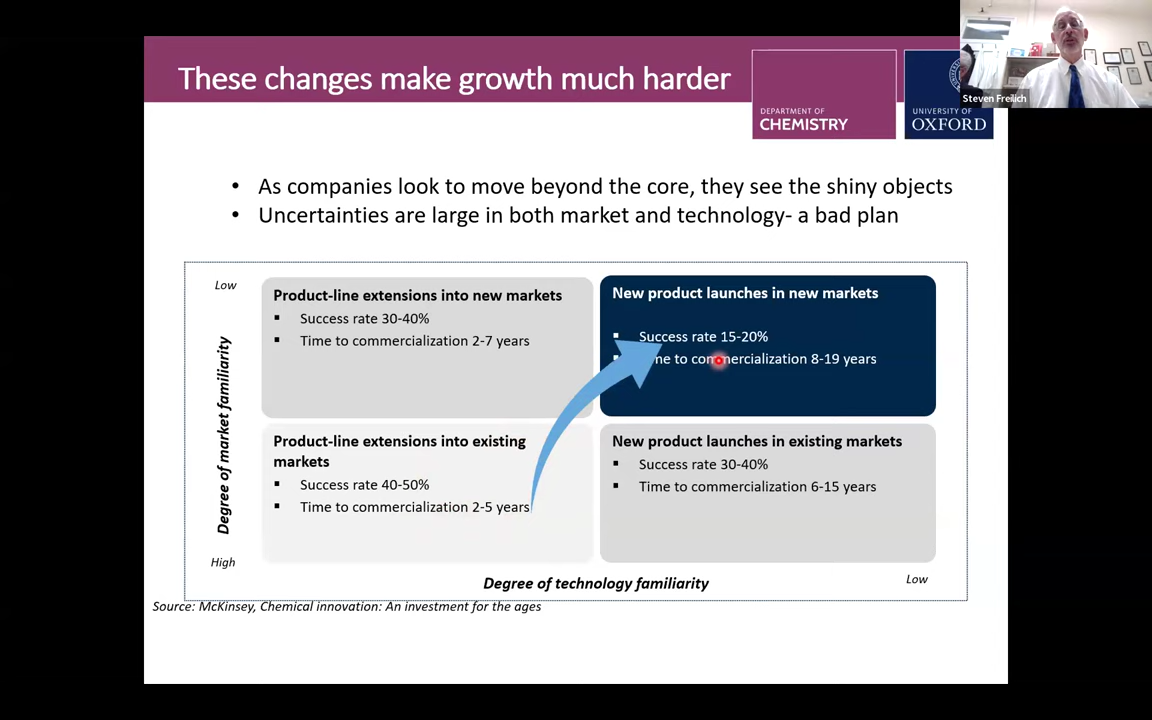 These changes make growth much harder
DEPARTMENT OF
CHEMISTRY
UNIVERSITY OF
OXFORD
Steven Freilich
• As companies look to move beyond the core, they see the shiny objects
• Uncertainties are large in both market and technology- a bad plan
Low
Degree of market familiarity
High
Product-line extensions into new markets
▪ Success rate 30-40%
▪ Time to commercialization 2-7 years
New product launches in new markets
▪ Success rate 15-20%
to commercialization 8-19 years
Product-line extensions into existing
markets
▪ Success rate 40-50%
▪ Time to commercialization 2-5 years
New product launches in existing markets
▪ Success rate 30-40%
▪ Time to commercialization 6-15 years
Degree of technology familiarity
Low
Source: McKinsey, Chemical innovation: An investment for the ages